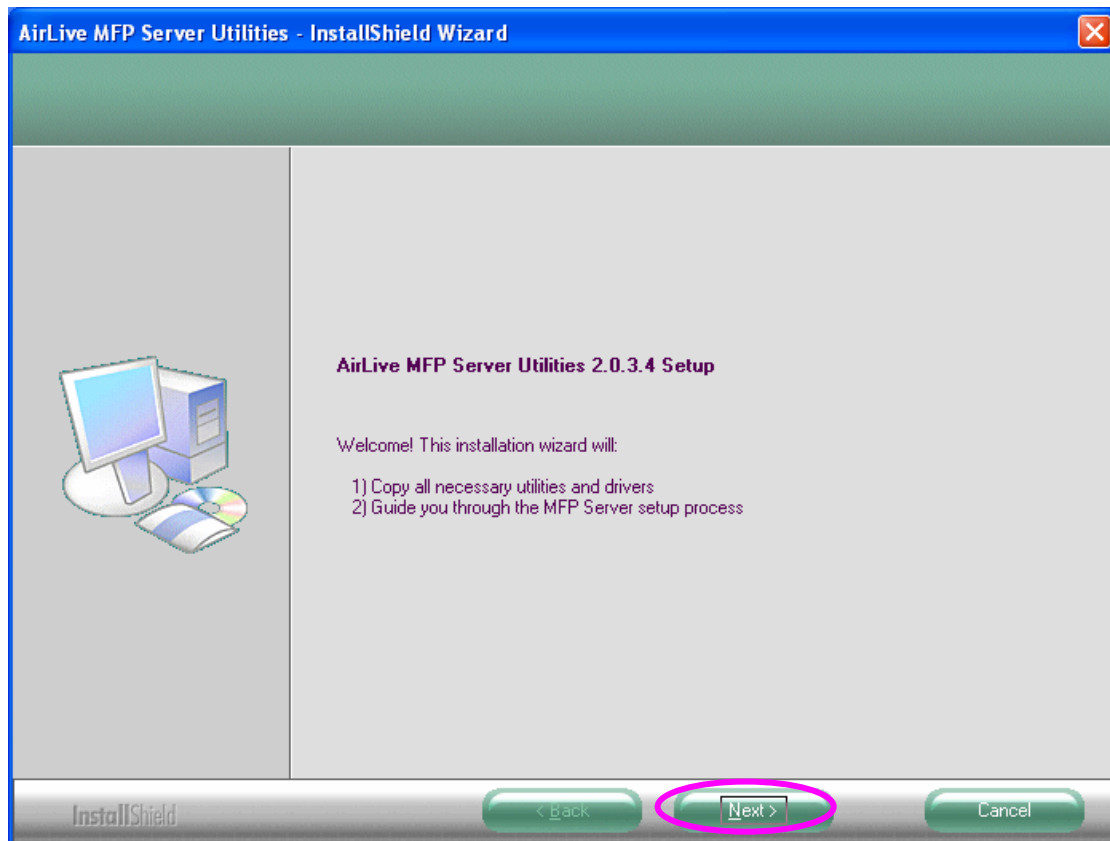 AirLive MFP Server Utilities - InstallShield Wizard
AirLive MFP Server Utilities 2.0.3.4 Setup
Welcome! This installation wizard will:
1) Copy all necessary utilities and drivers
2) Guide you through the MFP Server setup process
InstallShield
< Back
Next >
Cancel